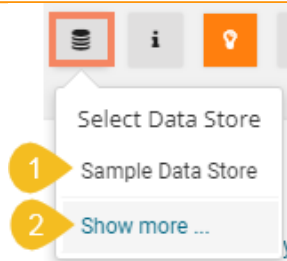 i
Select Data Store
1 Sample Data Store
2 Show more ...